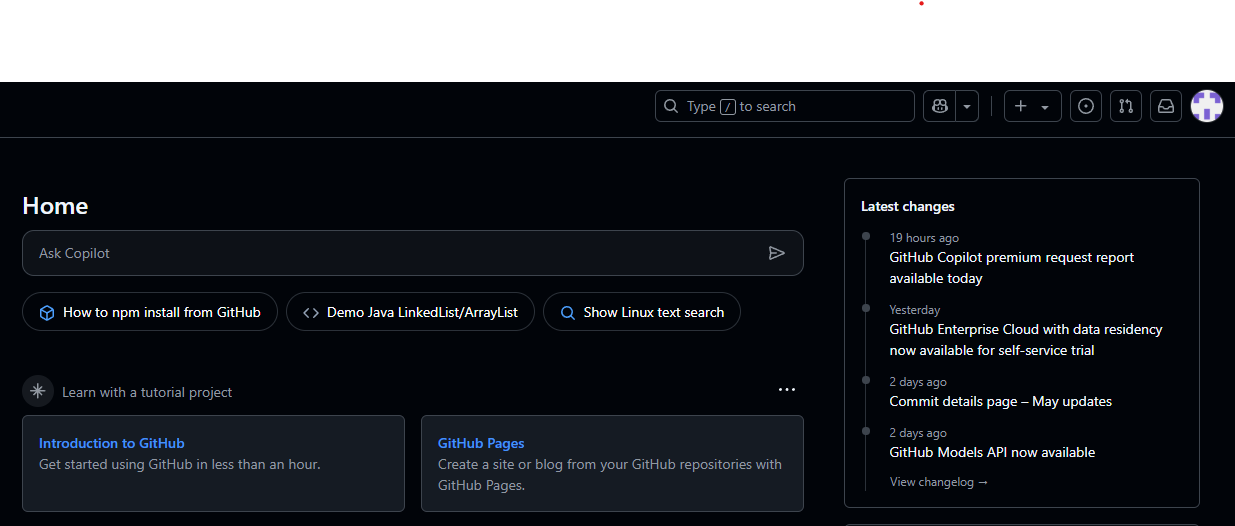 Type / to search
Home
Ask Copilot
How to npm install from GitHub
Demo Java LinkedList/ArrayList
Show Linux text search
Learn with a tutorial project
Introduction to GitHub
Get started using GitHub in less than an hour.
GitHub Pages
Create a site or blog from your GitHub repositories with
GitHub Pages.
Latest changes
19 hours ago
GitHub Copilot premium request report
available today
Yesterday
GitHub Enterprise Cloud with data residency
now available for self-service trial
2 days ago
Commit details page – May updates
2 days ago
GitHub Models API now available
View changelog →